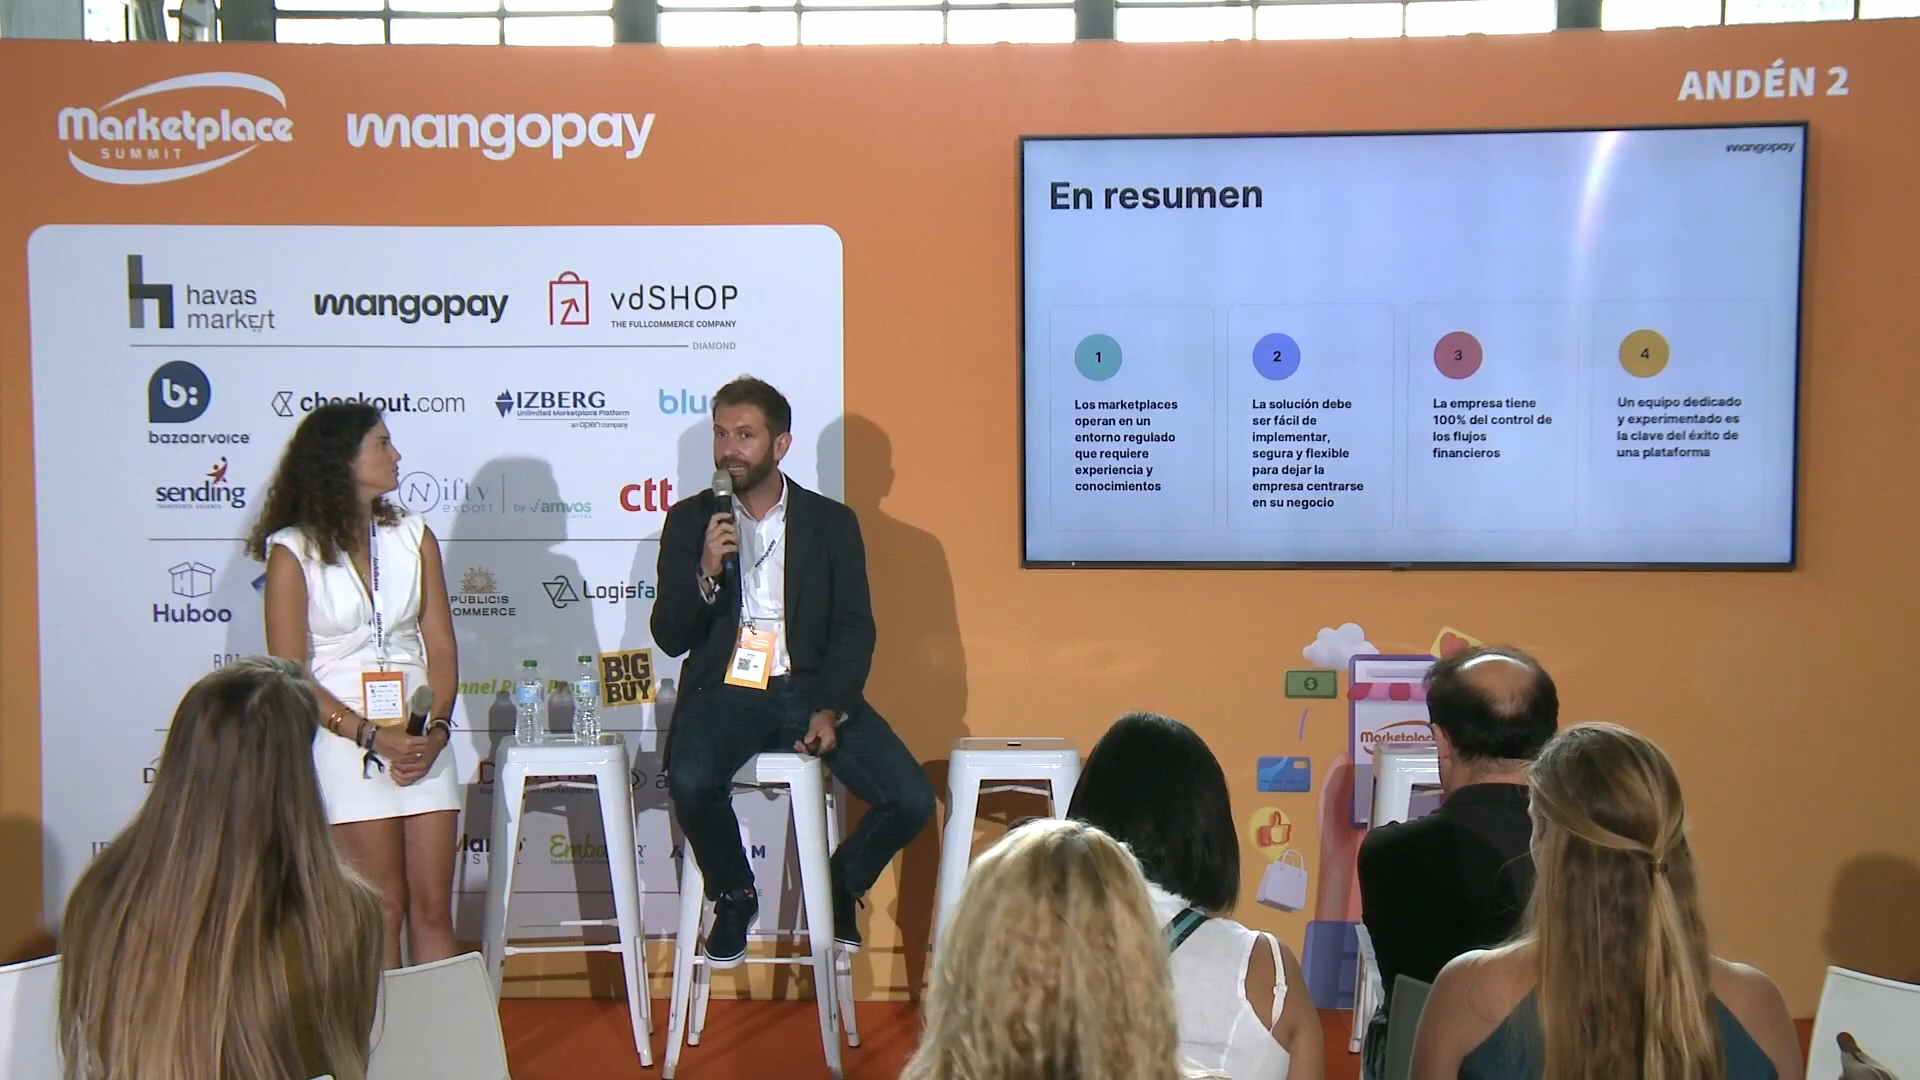 ANDÉN 2
Marketplace
SUMMIT
mangopay
mangopay
En resumen
1
Los marketplaces
operan en un
entorno regulado
que requiere
experiencia y
conocimientos
2
La solución debe
ser fácil de
implementar,
segura y flexible
para dejar la
empresa centrarse
en su negocio
3
La empresa tiene
100% del control de
los flujos
financieros
4
Un equipo dedicado
y experimentado es
la clave del éxito de
una plataforma
havas
market
mangopay
vdSHOP
THE FULLCOMMERCE COMPANY
DIAMOND
b:
bazaarvoice
checkout.com
IZBERG
Unlimited Marketplace Platform
an open company
blu
sending
Nifty
export
by amvos
ctt
Huboo
PUBLICIS
OMMERCE
Logisfa
B!G
BUY